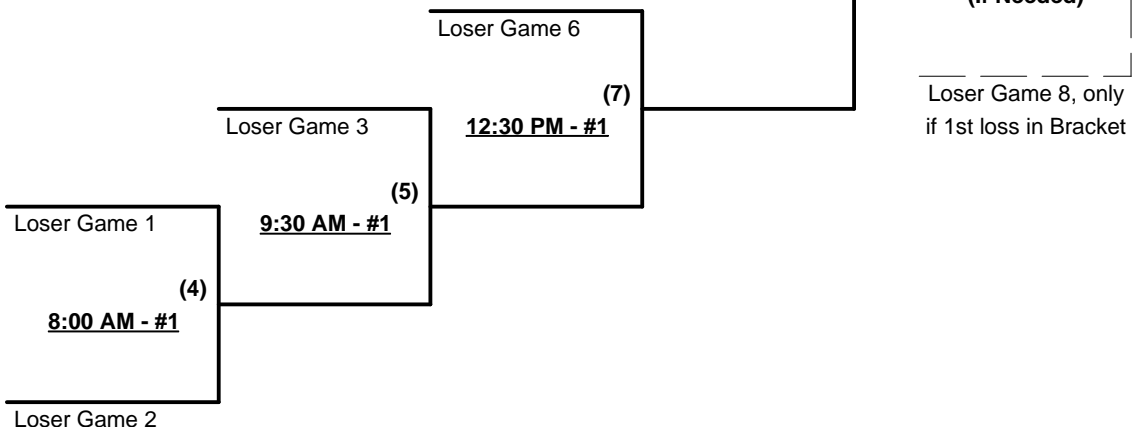 (If Needed)
Loser Game 6
(7)
12:30 PM - #1
Loser Game 8, only
if 1st loss in Bracket
Loser Game 3
(5)
9:30 AM - #1
Loser Game 1
(4)
8:00 AM - #1
Loser Game 2